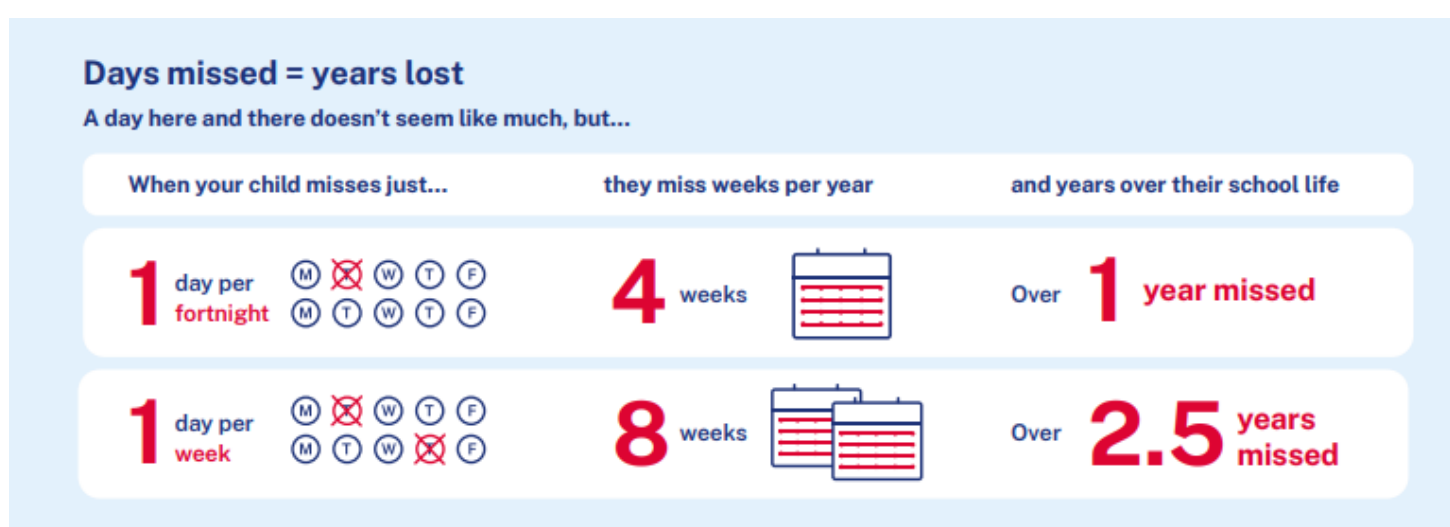 Days missed = years lost
A day here and there doesn't seem like much, but...
When your child misses just... they miss weeks per year and years over their school life
1 day per fortnight M T W T F
M T W T F
4 weeks
Over 1 year missed
1 day per week M T W T F
M T W T F
8 weeks
Over 2.5 years missed